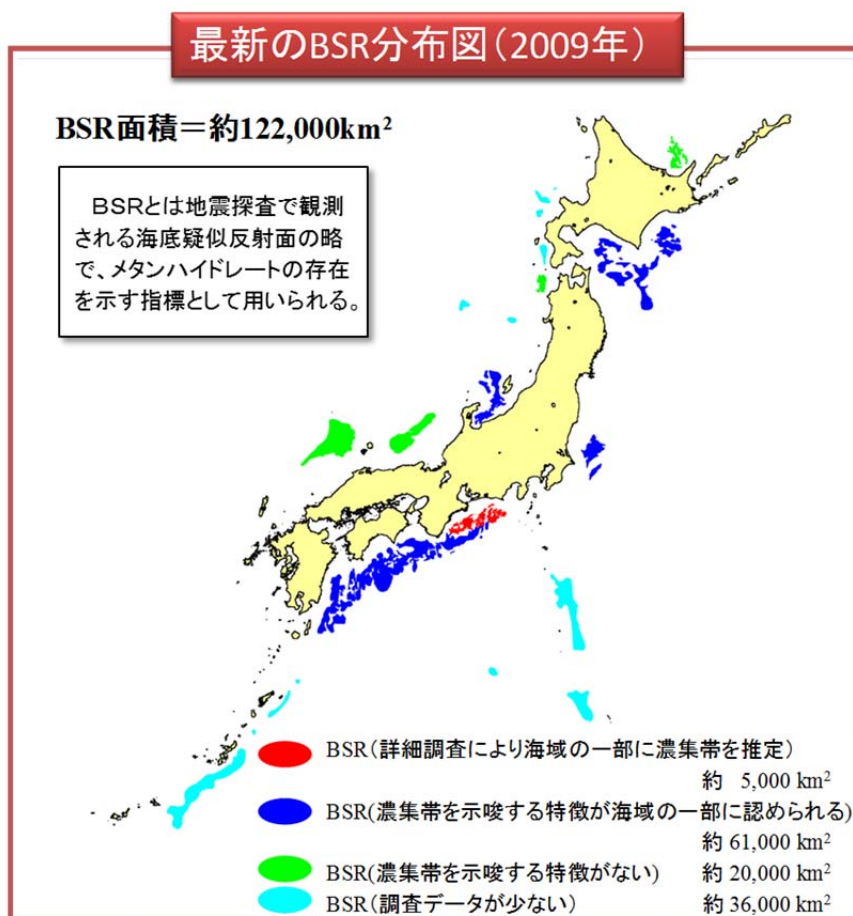 最新のBSR分布図（2009年）
BSR面積＝約122,000km²
ＢＳＲとは地震探査で観測
される海底疑似反射面の略
で、メタンハイドレートの存在
を示す指標として用いられる。
BSR（詳細調査により海域の一部に濃集帯を推定）
約 5,000 km²
BSR(濃集帯を示唆する特徴が海域の一部に認められる)
約 61,000 km²
BSR(濃集帯を示唆する特徴がない) 約 20,000 km²
BSR(調査データが少ない) 約 36,000 km²